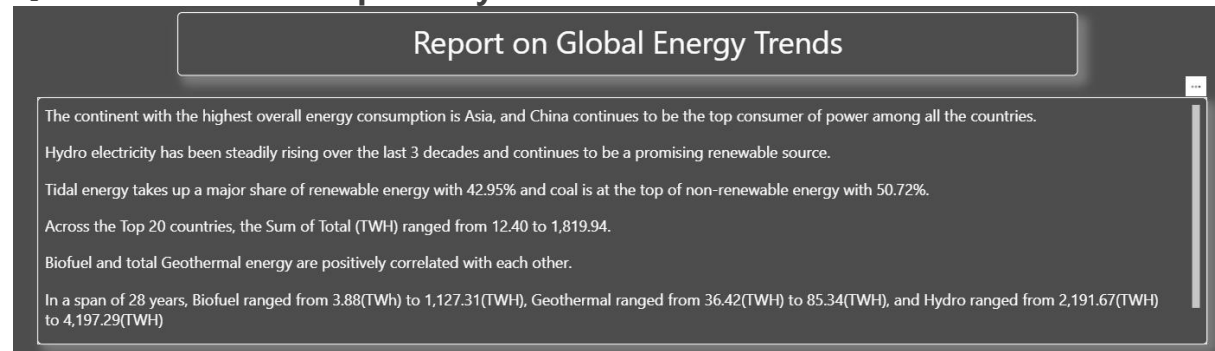 Report on Global Energy Trends
The continent with the highest overall energy consumption is Asia, and China continues to be the top consumer of power among all the countries.
Hydro electricity has been steadily rising over the last 3 decades and continues to be a promising renewable source.
Tidal energy takes up a major share of renewable energy with 42.95% and coal is at the top of non-renewable energy with 50.72%.
Across the Top 20 countries, the Sum of Total (TWH) ranged from 12.40 to 1,819.94.
Biofuel and total Geothermal energy are positively correlated with each other.
In a span of 28 years, Biofuel ranged from 3.88(TWh) to 1,127.31(TWH), Geothermal ranged from 36.42(TWH) to 85.34(TWH), and Hydro ranged from 2,191.67(TWH)
to 4,197.29(TWH)